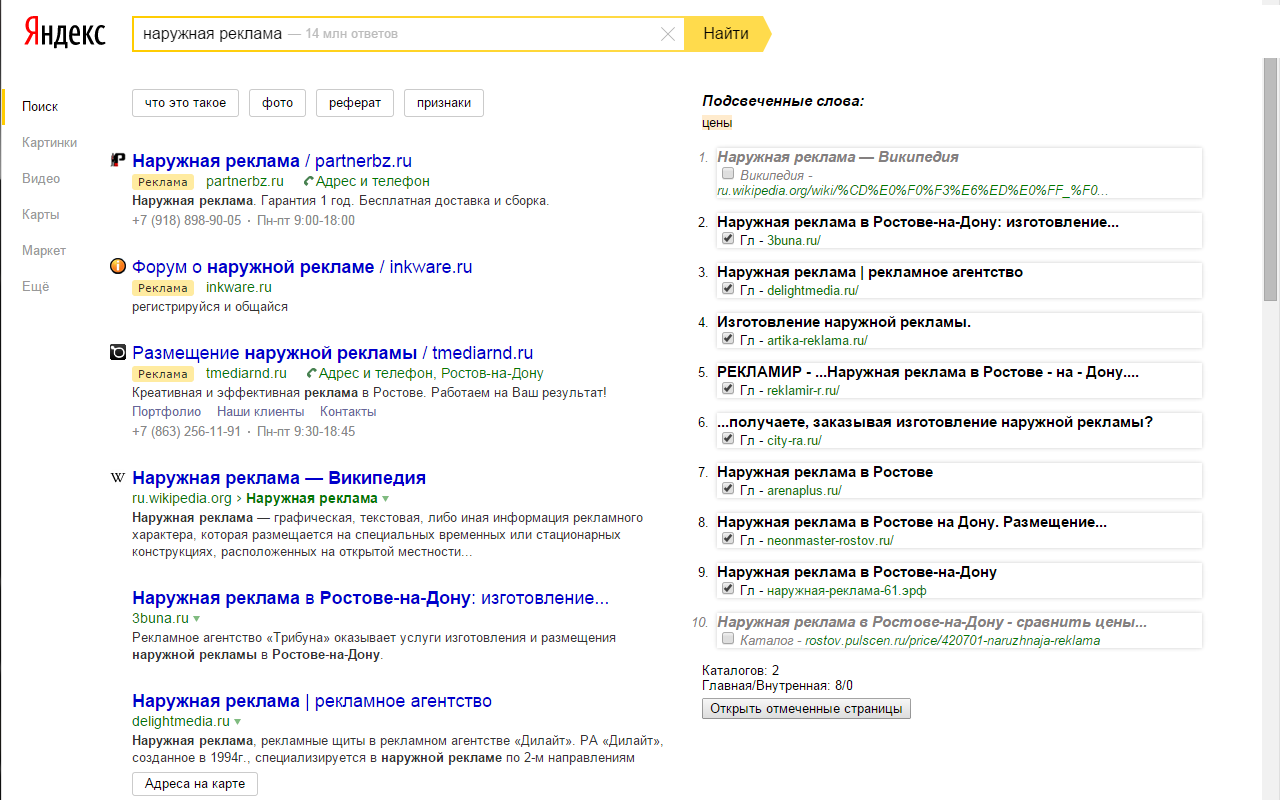 Яндекс
наружная реклама — 14 млн ответов
Найти
Поиск
Картинки
Видео
Карты
Маркет
Ещё
что это такое
фото
реферат
признаки
Наружная реклама / partnerbz.ru
Реклама partnerbz.ru Адрес и телефон
Наружная реклама. Гарантия 1 год. Бесплатная доставка и сборка.
+7 (918) 898-90-05 · Пн-пт 9:00-18:00
Форум о наружной рекламе / inkware.ru
Реклама inkware.ru
регистрируйся и общайся
Размещение наружной рекламы / tmediarnd.ru
Реклама tmediarnd.ru Адрес и телефон, Ростов-на-Дону
Креативная и эффективная реклама в Ростове. Работаем на Ваш результат!
Портфолио Наши клиенты Контакты
+7 (863) 256-11-91 · Пн-пт 9:30-18:45
W Наружная реклама — Википедия
ru.wikipedia.org › Наружная реклама
Наружная реклама — графическая, текстовая, либо иная информация рекламного
характера, которая размещается на специальных временных или стационарных
конструкциях, расположенных на открытой местности...
Наружная реклама в Ростове-на-Дону: изготовление...
3buna.ru
Рекламное агентство «Трибуна» оказывает услуги изготовления и размещения
наружной рекламы в Ростове-на-Дону.
Наружная реклама | рекламное агентство
delightmedia.ru
Наружная реклама, рекламные щиты в рекламном агентстве «Дилайт». РА «Дилайт»,
созданное в 1994г., специализируется в наружной рекламе по 2-м направлениям
Адреса на карте
Подсвеченные слова:
цены
1. Наружная реклама — Википедия
Википедия -
ru.wikipedia.org/wiki/%CD%E0%F0%F3%E6%ED%E0%FF_%F0...
2. Наружная реклама в Ростове-на-Дону: изготовление...
Гл - 3buna.ru/
3. Наружная реклама | рекламное агентство
Гл - delightmedia.ru/
4. Изготовление наружной рекламы.
Гл - artika-reklama.ru/
5. РЕКЛАМИР - ...Наружная реклама в Ростове - на - Дону....
Гл - reklamir-r.ru/
6. ...получаете, заказывая изготовление наружной рекламы?
Гл - city-ra.ru/
7. Наружная реклама в Ростове
Гл - arenaplus.ru/
8. Наружная реклама в Ростове на Дону. Размещение...
Гл - neonmaster-rostov.ru/
9. Наружная реклама в Ростове-на-Дону
Гл - наружная-реклама-61.эрф
10. Наружная реклама в Ростове-на-Дону - сравнить цены...
Каталог - rostov.pulscen.ru/price/420701-naruzhnaja-reklama
Каталогов: 2
Главная/Внутренная: 8/0
Открыть отмеченные страницы